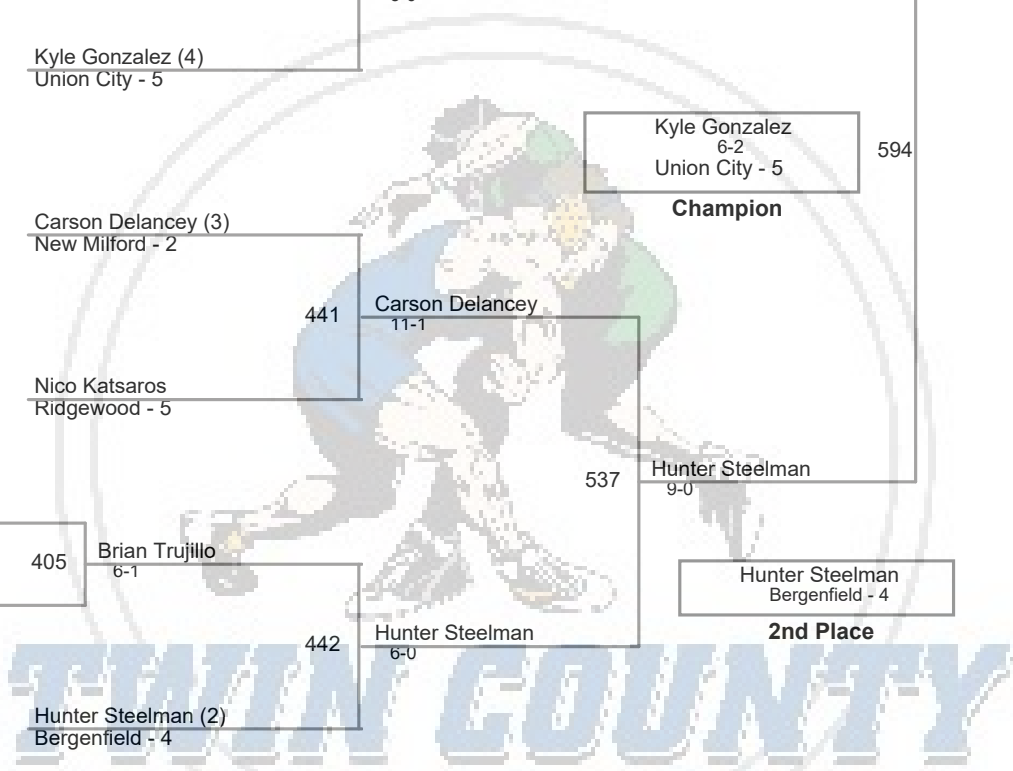 Kyle Gonzalez (4)
Union City - 5
Kyle Gonzalez
6-2
Union City - 5
594
Champion
Carson Delancey (3)
New Milford - 2
441
Carson Delancey
11-1
Nico Katsaros
Ridgewood - 5
537
Hunter Steelman
9-0
405
Brian Trujillo
6-1
Hunter Steelman
Bergenfield - 4
2nd Place
442
Hunter Steelman
6-0
Hunter Steelman (2)
Bergenfield - 4
TWIN COUNTY